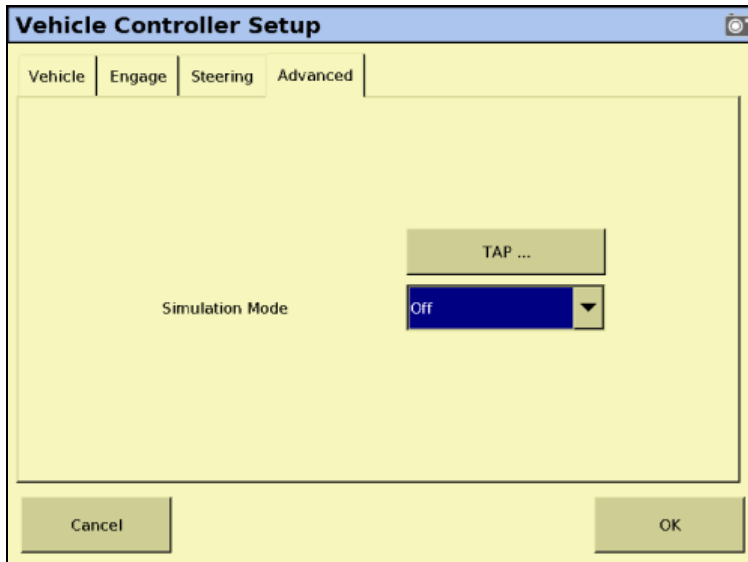 Vehicle Controller Setup
Vehicle Engage Steering Advanced
TAP ...
Simulation Mode Off
Cancel OK